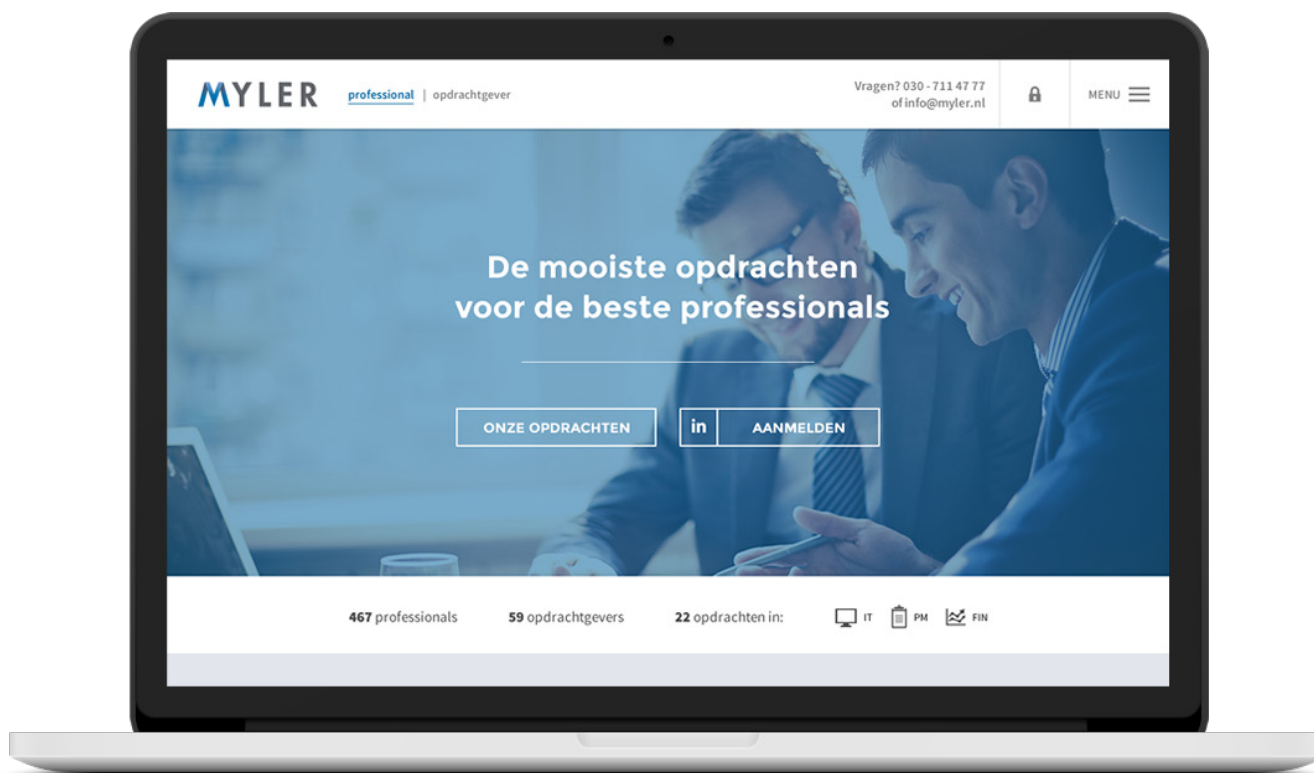 MYLER
professional | opdrachtgever
Vragen? 030 - 711 47 77
of info@myler.nl
MENU
De mooiste opdrachten
voor de beste professionals
ONZE OPDRACHTEN
in AANMELDEN
467 professionals 59 opdrachtgevers 22 opdrachten in: IT PM FIN